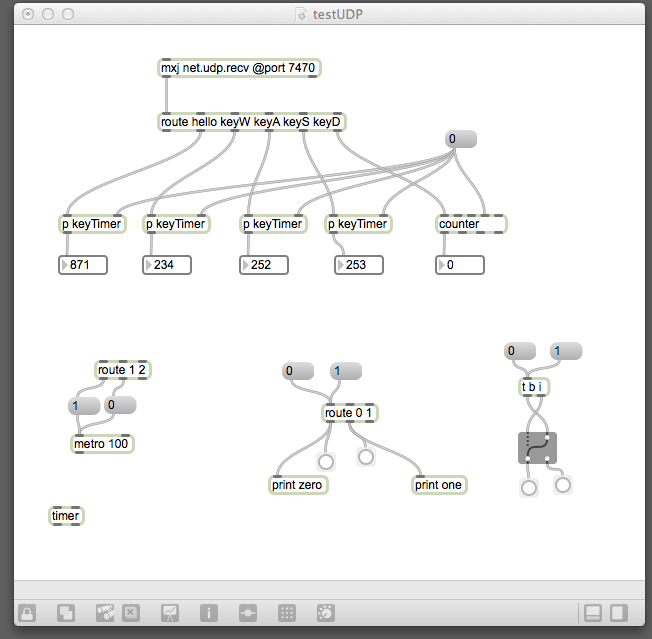 testUDP
mxj net.udp.recv @port 7470
route hello keyW keyA keyS keyD
0
p keyTimer
p keyTimer
p keyTimer
p keyTimer
counter
871
234
252
253
0
route 1 2
1
0
metro 100
timer
0
1
route 0 1
print zero
print one
0
1
t b i